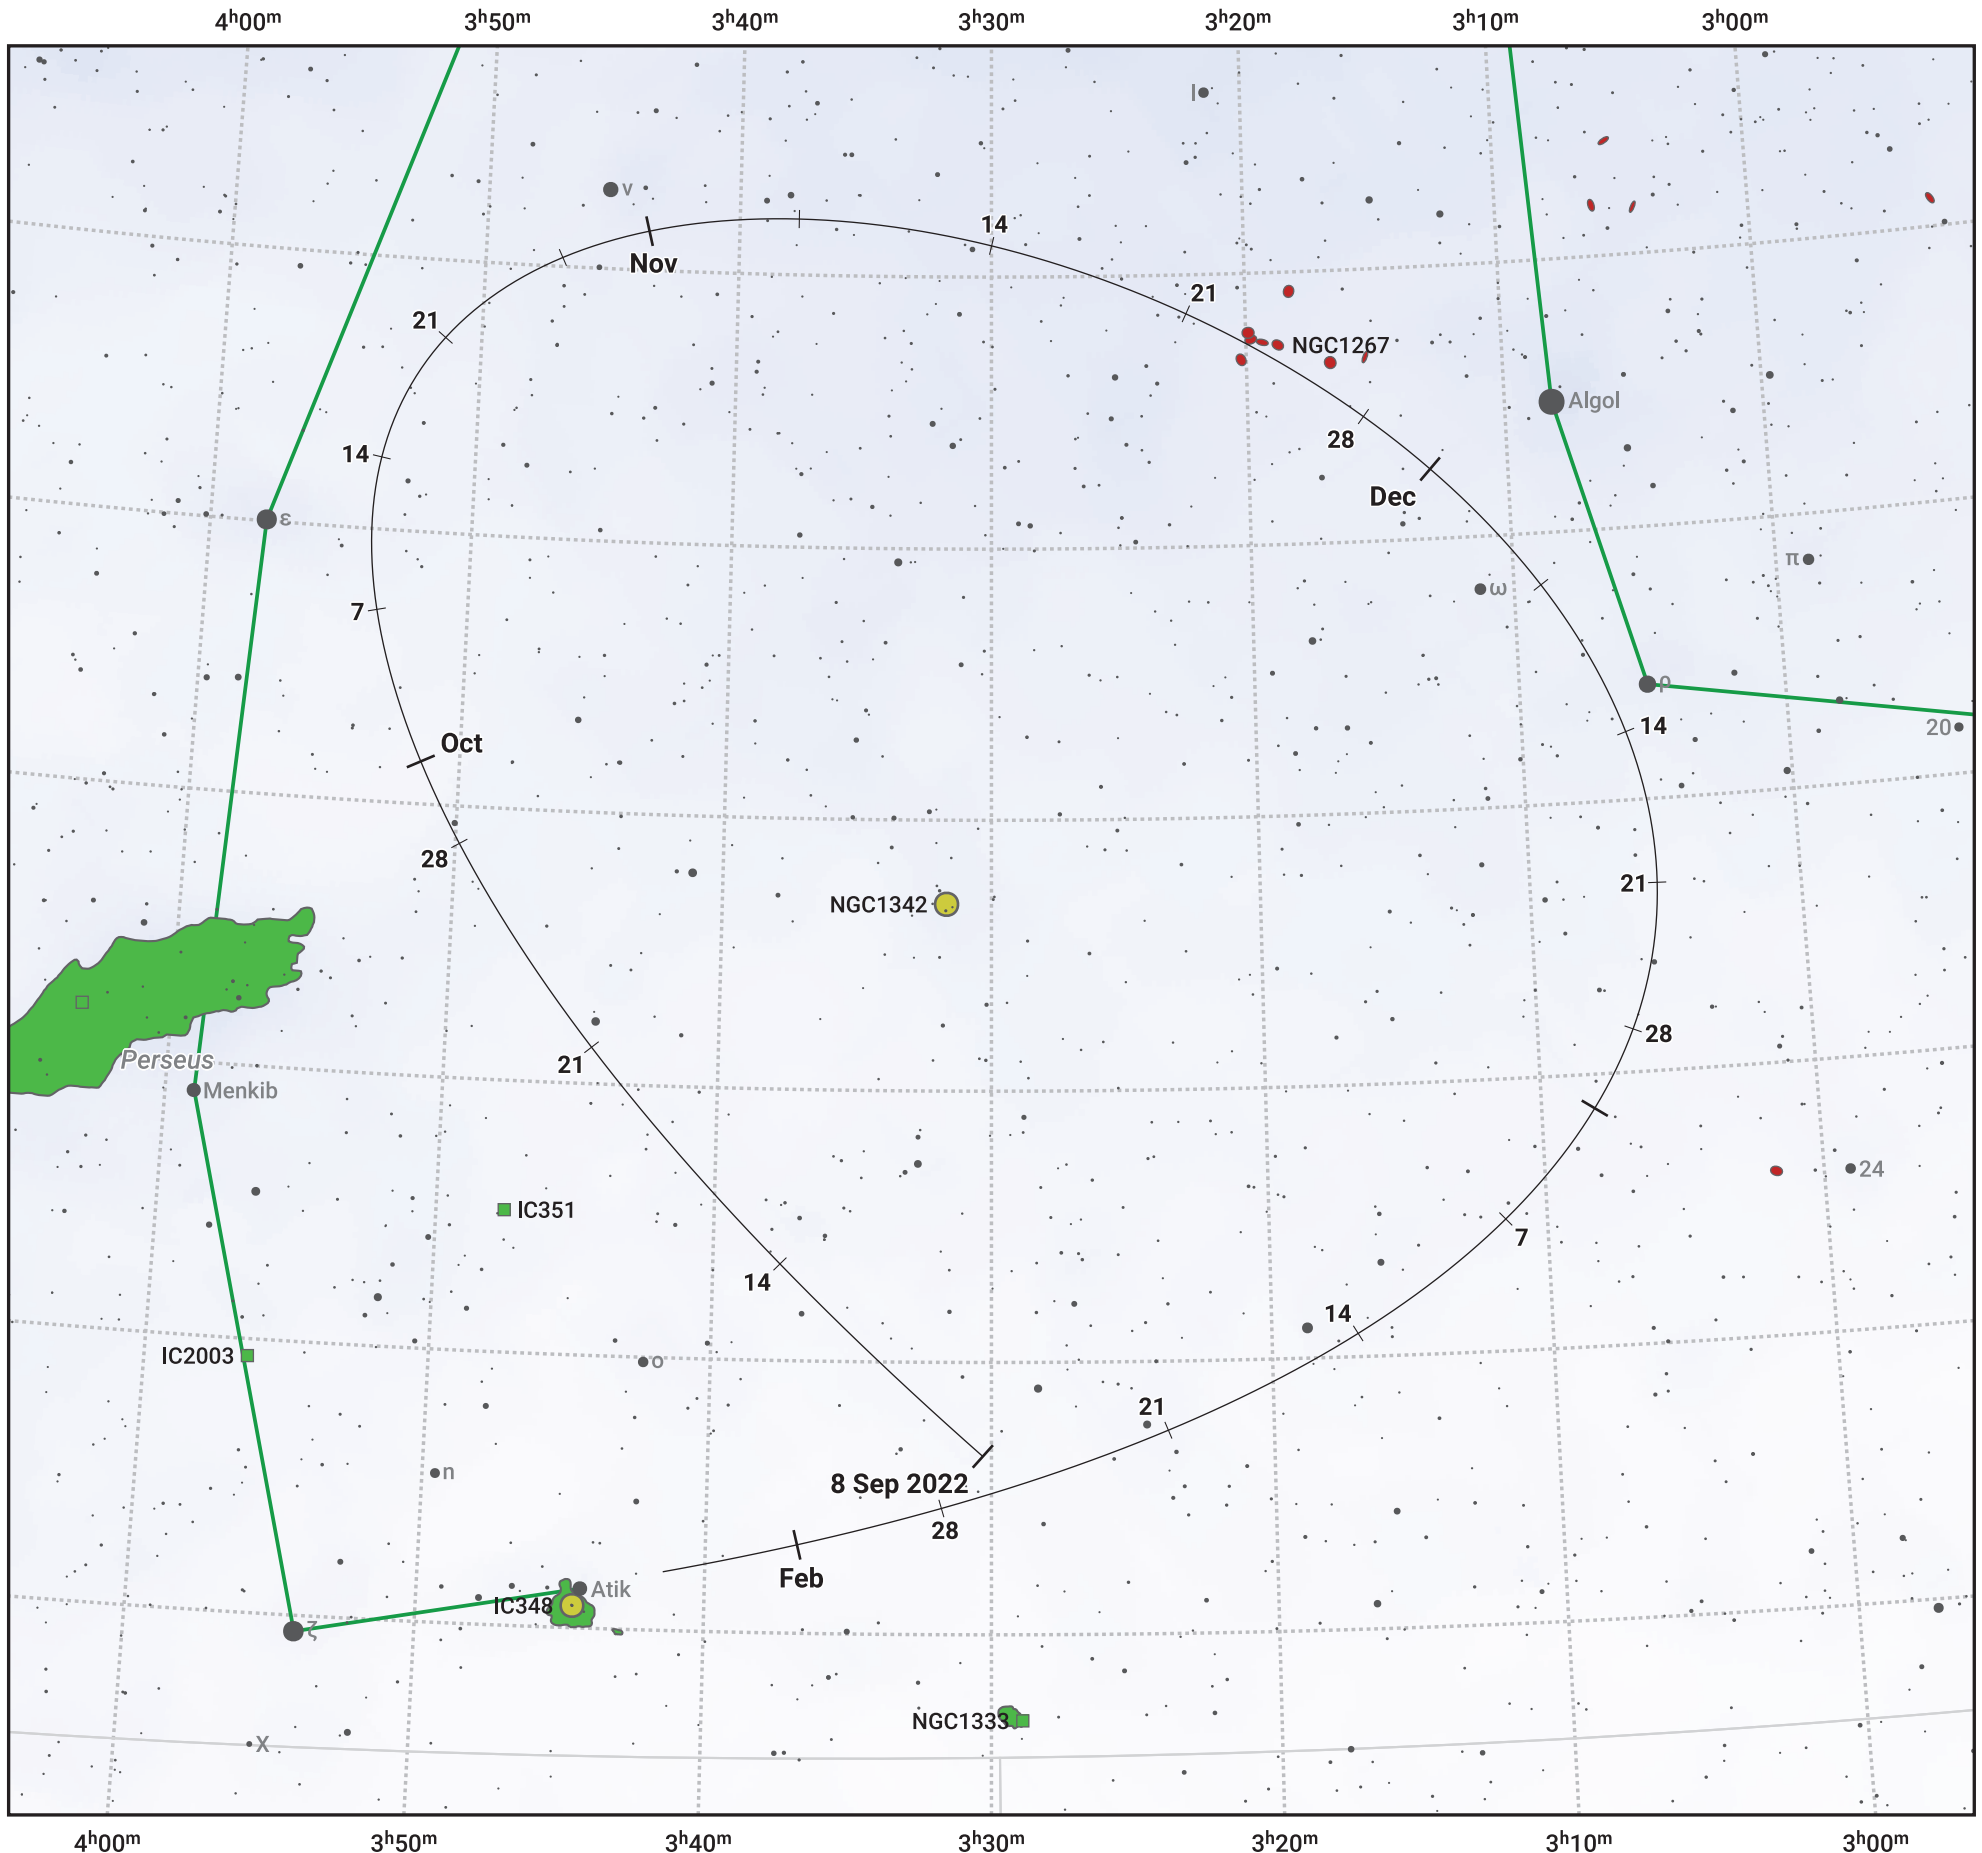 4ʰ00ᵐ 3ʰ50ᵐ 3ʰ40ᵐ 3ʰ30ᵐ 3ʰ20ᵐ 3ʰ10ᵐ 3ʰ00ᵐ
l
ν
14
Nov
21
21
NGC1267
Algol
28
14
Dec
ε
π
ω
7
ρ
14
20
Oct
28
21
NGC1342
28
Perseus
21
Menkib
24
IC351
7
14
14
IC2003
o
21
n
8 Sep 2022
28
Feb
Atik
IC348
ζ
NGC1333
X
4ʰ00ᵐ 3ʰ50ᵐ 3ʰ40ᵐ 3ʰ30ᵐ 3ʰ20ᵐ 3ʰ10ᵐ 3ʰ00ᵐ